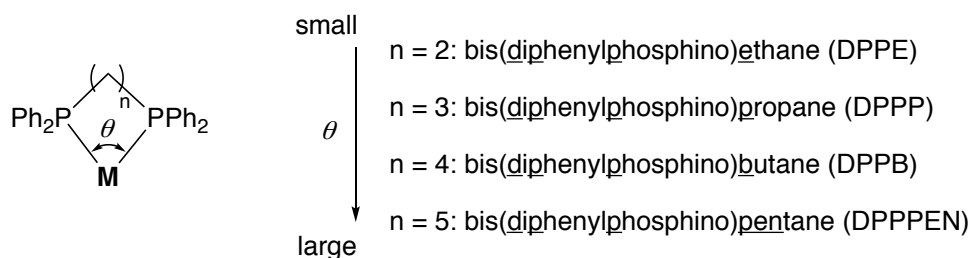 small
n = 2: bis(diphenylphosphino)ethane (DPPE)
n = 3: bis(diphenylphosphino)propane (DPPP)
n = 4: bis(diphenylphosphino)butane (DPPB)
n = 5: bis(diphenylphosphino)pentane (DPPPEN)
θ
large
( ) n
Ph2P PPh2
θ
M